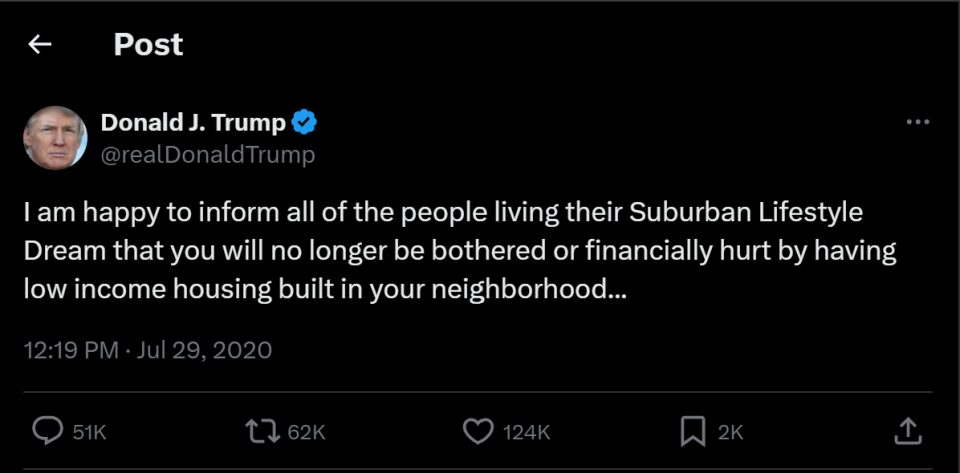 Post
Donald J. Trump
@realDonaldTrump
I am happy to inform all of the people living their Suburban Lifestyle
Dream that you will no longer be bothered or financially hurt by having
low income housing built in your neighborhood...
12:19 PM · Jul 29, 2020
51K 62K 124K 2K